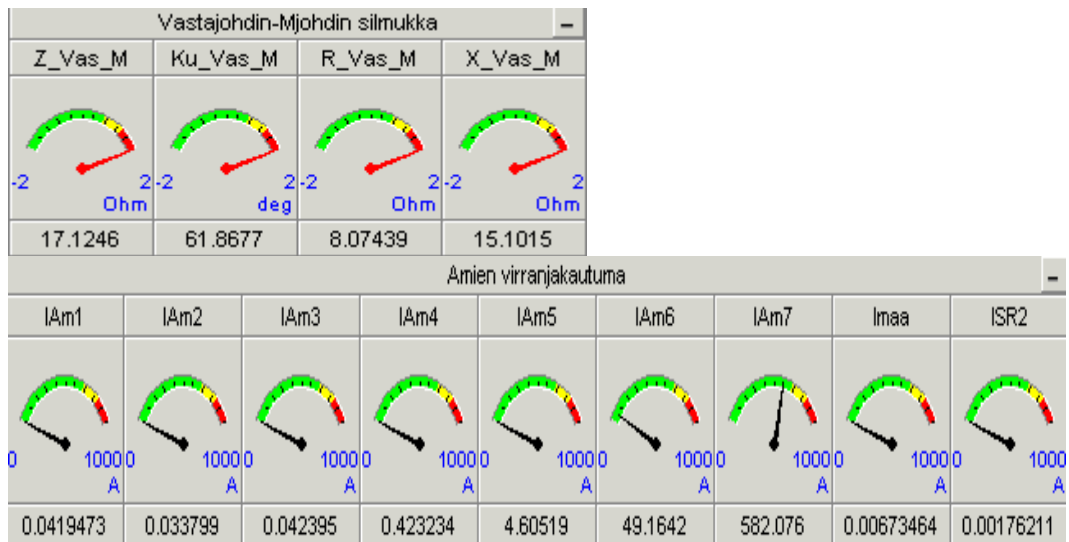 Vastajohdin-Mjohdin silmukka
Z_Vas_M Ku_Vas_M R_Vas_M X_Vas_M
-2 2 -2 2 -2 2 -2 2
Ohm deg Ohm Ohm
17.1246 61.8677 8.07439 15.1015
Amien virranjakautuma
IAm1 IAm2 IAm3 IAm4 IAm5 IAm6 IAm7 Imaa ISR2
0 1000 0 1000 0 1000 0 1000 0 1000 0 1000 0 1000 0 1000 0 1000
A A A A A A A A A
0.0419473 0.033799 0.042395 0.423234 4.60519 49.1642 582.076 0.00673464 0.00176211